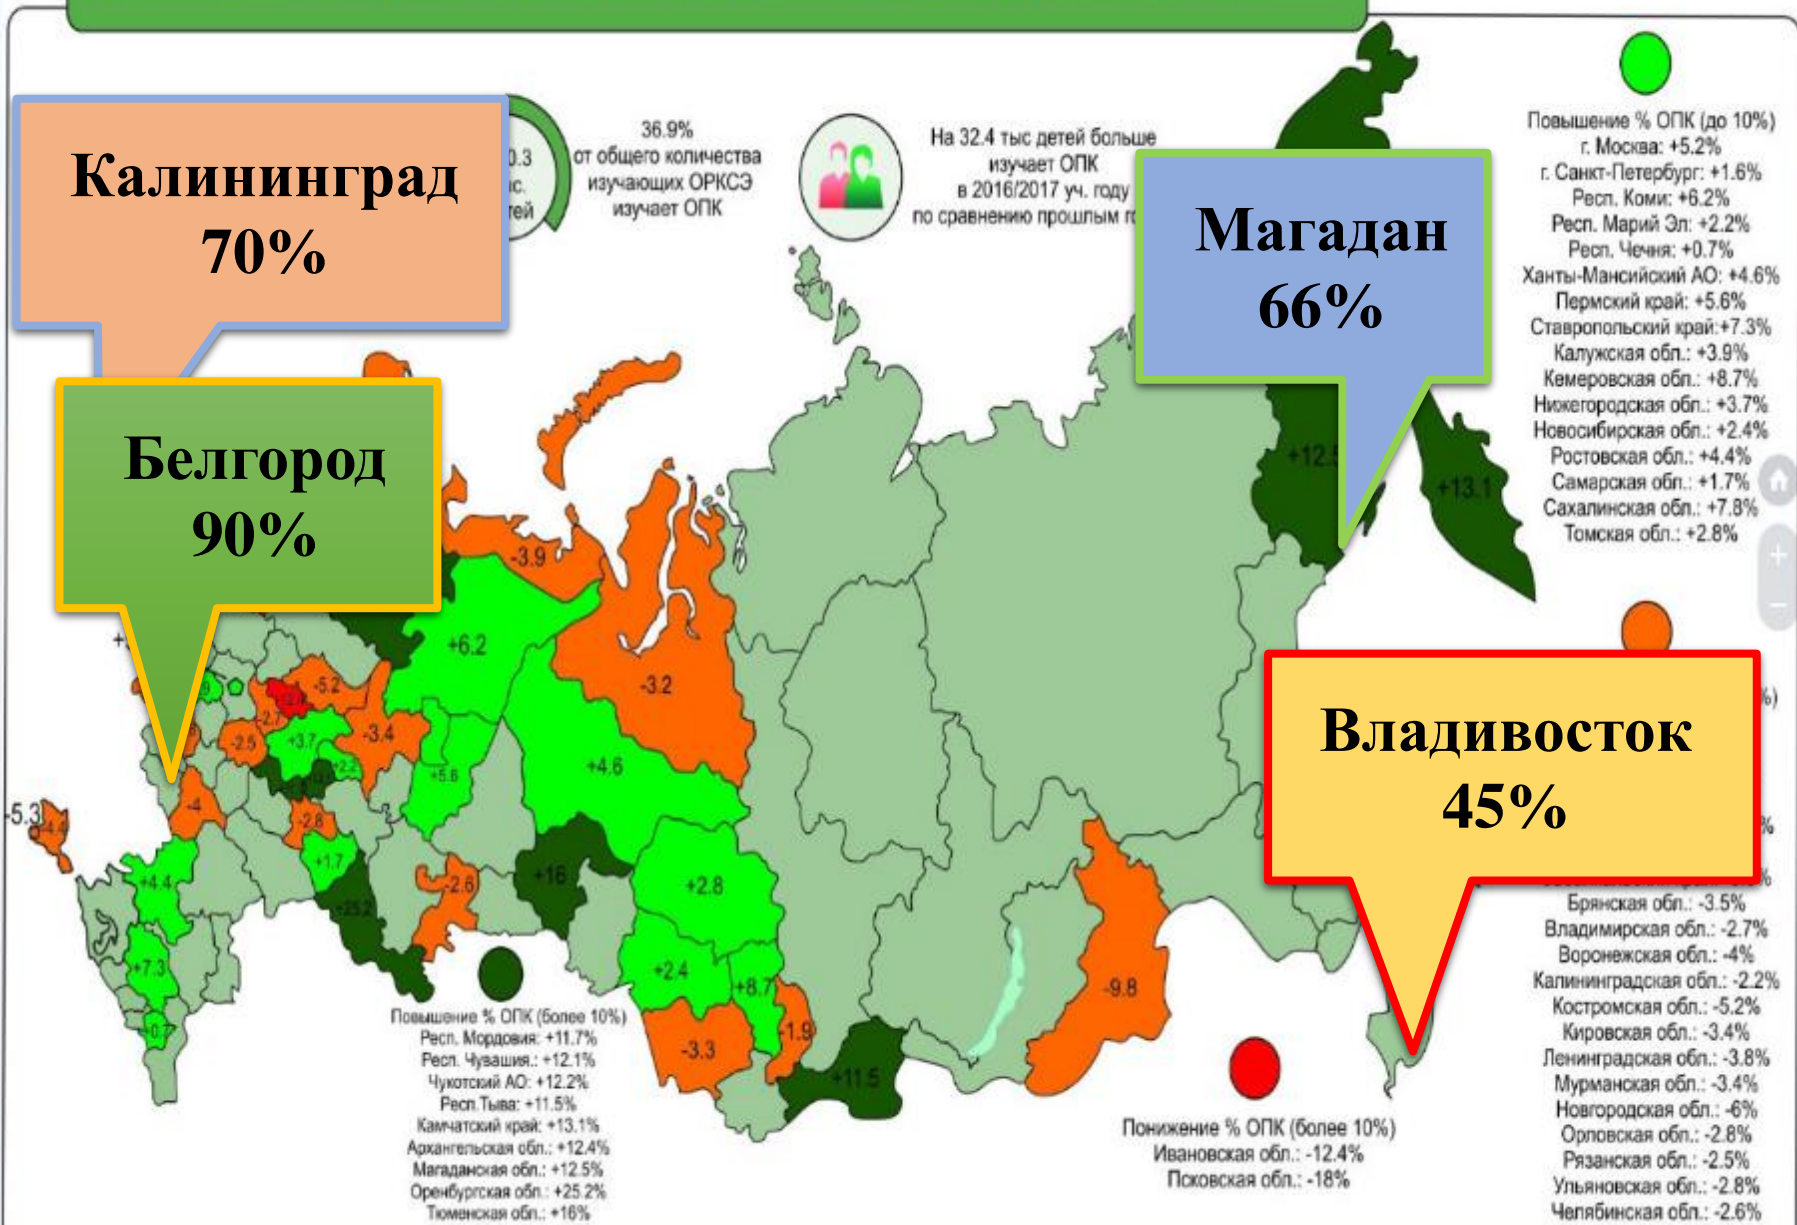 Калининград
70%
36.9%
от общего количества
изучающих ОРКСЭ
изучает ОПК
На 32.4 тыс детей больше
изучает ОПК
в 2016/2017 уч. году
по сравнению прошлым
Магадан
66%
Белгород
90%
Владивосток
45%
Повышение % ОПК (до 10%)
г. Москва: +5.2%
г. Санкт-Петербург: +1.6%
Респ. Коми: +6.2%
Респ. Марий Эл: +2.2%
Респ. Чечня: +0.7%
Ханты-Мансийский АО: +4.6%
Пермский край: +5.6%
Ставропольский край:+7.3%
Калужская обл.: +3.9%
Кемеровская обл.: +8.7%
Нижегородская обл.: +3.7%
Новосибирская обл.: +2.4%
Ростовская обл.: +4.4%
Самарская обл.: +1.7%
Сахалинская обл.: +7.8%
Томская обл.: +2.8%
+12.5
+13.1
-3.9
+6.2
-3.2
-5.2
-2.7
-3.4
-2.5
+3.7
+2.2
+5.6
+4.6
-4
-5.3
-4.4
-2.8
+1.7
+4.4
-2.6
+16
+2.8
+25.2
+7.3
+2.4
+8.7
-9.8
+0.7
-3.3
-1.9
+11.5
Повышение % ОПК (более 10%)
Респ. Мордовия: +11.7%
Респ. Чувашия.: +12.1%
Чукотский АО: +12.2%
Респ.Тыва: +11.5%
Камчатский край: +13.1%
Архангельская обл.: +12.4%
Магаданская обл.: +12.5%
Оренбургская обл.: +25.2%
Тюменская обл.: +16%
Понижение % ОПК (более 10%)
Ивановская обл.: -12.4%
Псковская обл.: -18%
Брянская обл.: -3.5%
Владимирская обл.: -2.7%
Воронежская обл.: -4%
Калининградская обл.: -2.2%
Костромская обл.: -5.2%
Кировская обл.: -3.4%
Ленинградская обл.: -3.8%
Мурманская обл.: -3.4%
Новгородская обл.: -6%
Орловская обл.: -2.8%
Рязанская обл.: -2.5%
Ульяновская обл.: -2.8%
Челябинская обл.: -2.6%